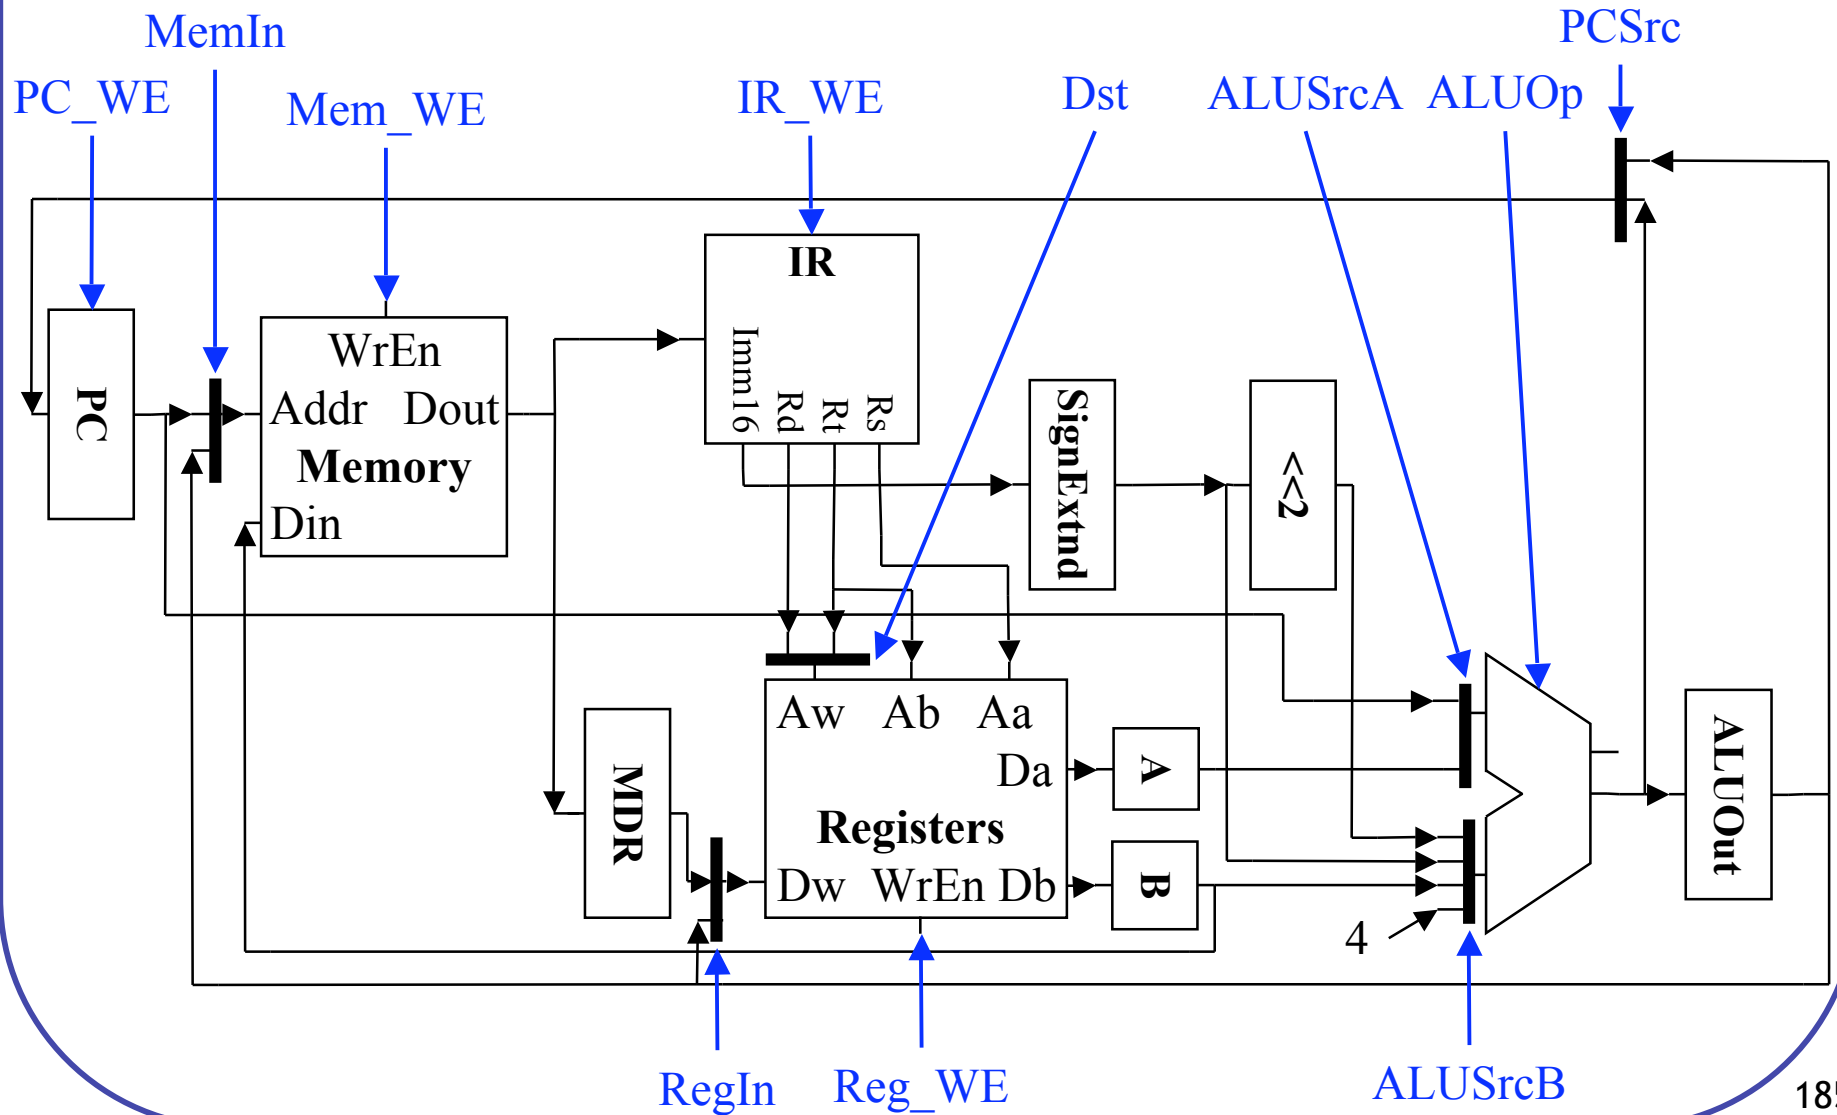 MemIn
PCSrc
PC_WE
Mem_WE
IR_WE
Dst
ALUSrcA
ALUOp
IR
Imm16
Rd
Rt
Rs
PC
WrEn
Addr Dout
Memory
Din
SignExtnd
<<2
Aw Ab Aa
Da
Registers
Dw WrEn Db
MDR
A
B
4
ALUOut
RegIn
Reg_WE
ALUSrcB